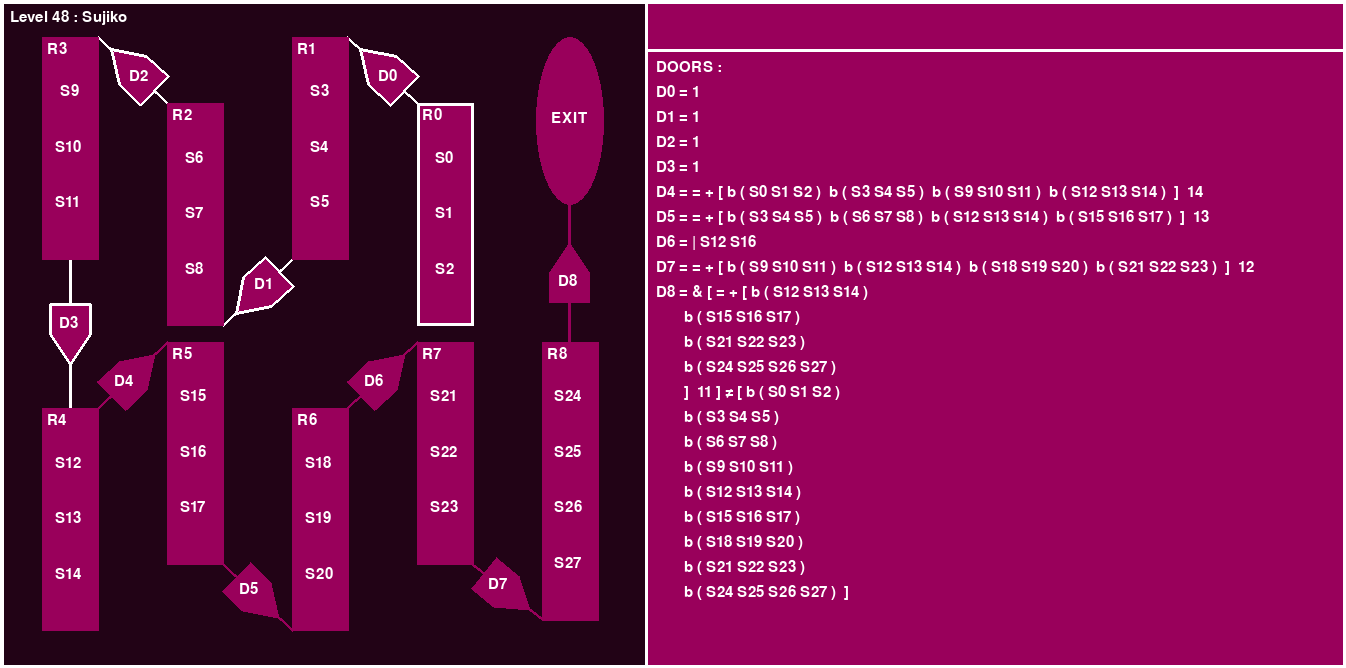 Level 48 : Sujiko
R3
S9
S10
S11
D2
R2
S6
S7
S8
R1
S3
S4
S5
D0
R0
S0
S1
S2
EXIT
D1
D3
D8
D4
R5
S15
S16
S17
D6
R7
S21
S22
S23
R8
S24
S25
S26
S27
R4
S12
S13
S14
R6
S18
S19
S20
D5
D7
DOORS :
D0 = 1
D1 = 1
D2 = 1
D3 = 1
D4 = = + [ b ( S0 S1 S2 ) b ( S3 S4 S5 ) b ( S9 S10 S11 ) b ( S12 S13 S14 ) ] 14
D5 = = + [ b ( S3 S4 S5 ) b ( S6 S7 S8 ) b ( S12 S13 S14 ) b ( S15 S16 S17 ) ] 13
D6 = | S12 S16
D7 = = + [ b ( S9 S10 S11 ) b ( S12 S13 S14 ) b ( S18 S19 S20 ) b ( S21 S22 S23 ) ] 12
D8 = & [ = + [ b ( S12 S13 S14 )
b ( S15 S16 S17 )
b ( S21 S22 S23 )
b ( S24 S25 S26 S27 )
] 11 ] ≠ [ b ( S0 S1 S2 )
b ( S3 S4 S5 )
b ( S6 S7 S8 )
b ( S9 S10 S11 )
b ( S12 S13 S14 )
b ( S15 S16 S17 )
b ( S18 S19 S20 )
b ( S21 S22 S23 )
b ( S24 S25 S26 S27 ) ]